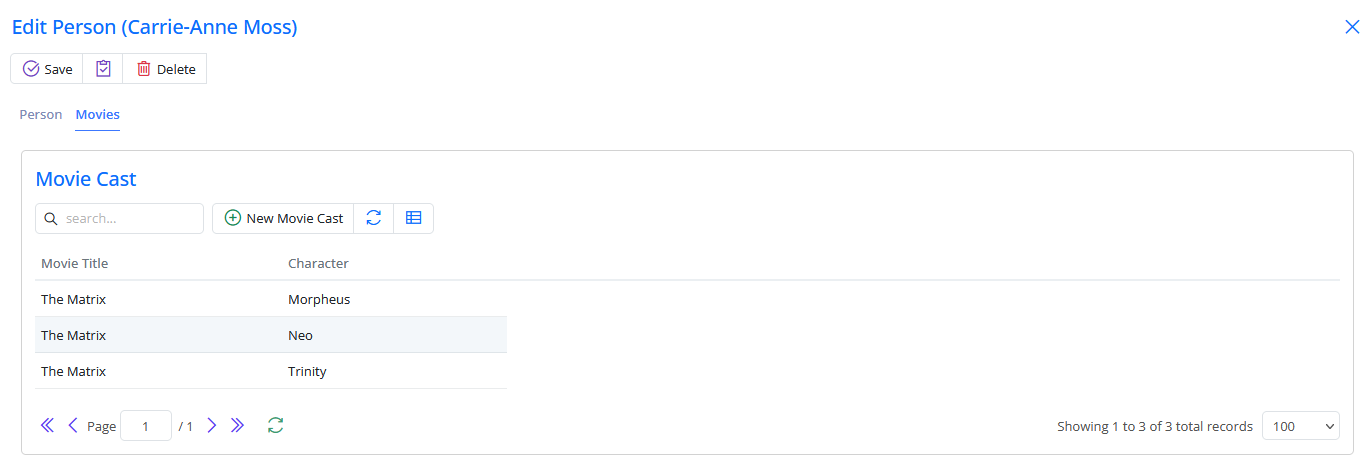 Edit Person (Carrie-Anne Moss)
Save Delete
Person Movies
Movie Cast
search... New Movie Cast
Movie Title Character
The Matrix Morpheus
The Matrix Neo
The Matrix Trinity
Page 1 / 1 Showing 1 to 3 of 3 total records 100